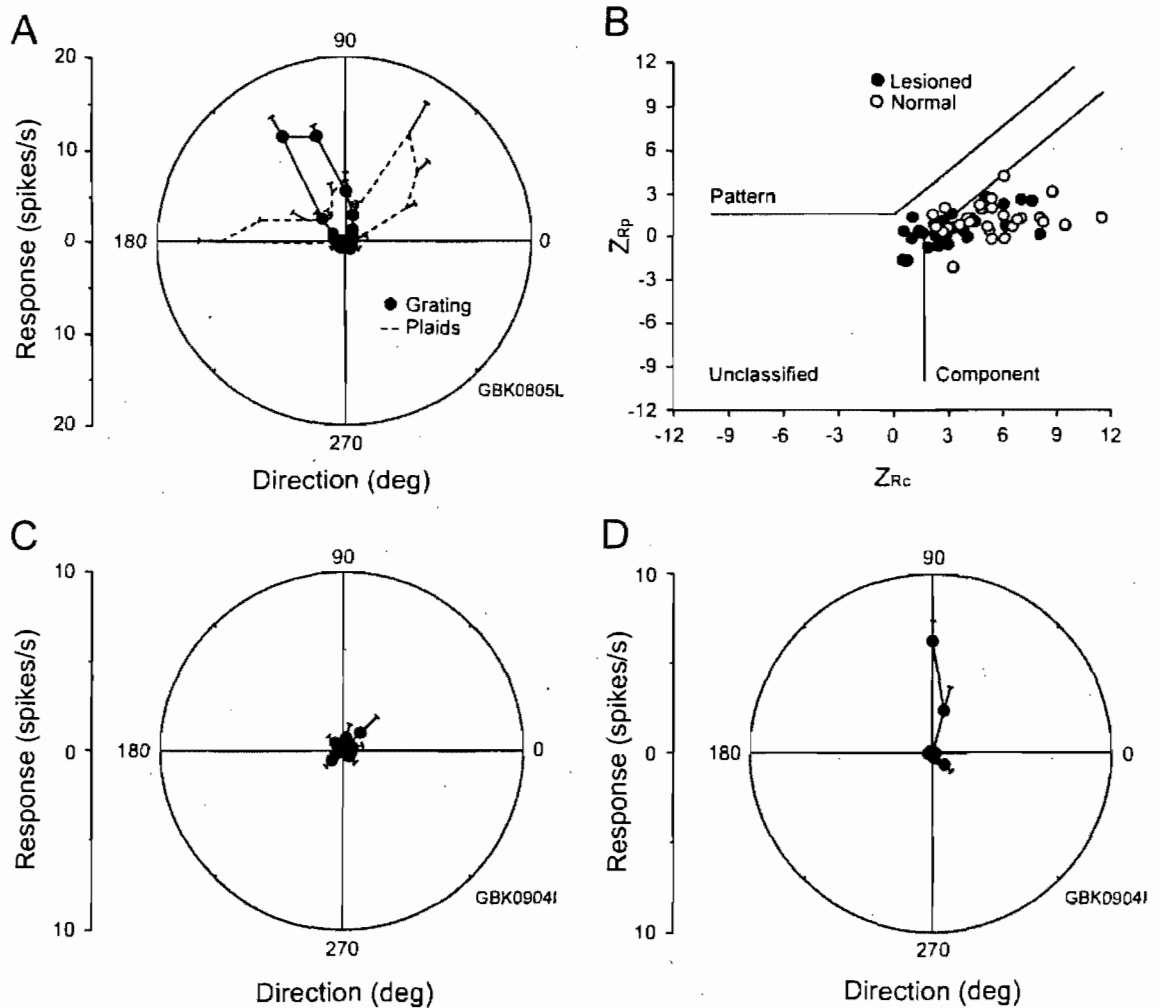 A
90
20
10
0
10
20
180
0
270
Response (spikes/s)
Direction (deg)
Grating
Plaids
GBK0805L
B
12
9
6
3
0
-3
-6
-9
-12
-12 -9 -6 -3 0 3 6 9 12
ZRp
ZRc
Lesioned
Normal
Pattern
Unclassified
Component
C
90
10
0
10
180
0
270
Response (spikes/s)
Direction (deg)
GBK0904I
D
90
10
0
10
180
0
270
Response (spikes/s)
Direction (deg)
GBK0904I